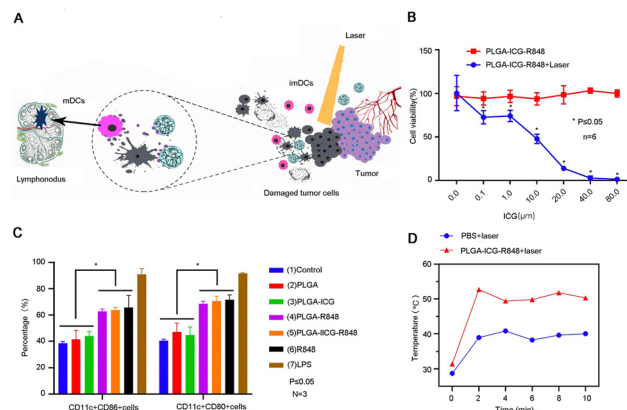 A
Laser
imDCs
mDCs
Lymphonodus
Tumor
Damaged tumor cells
B
PLGA-ICG-R848
PLGA-ICG-R848+Laser
Cell viability(%)
150
100
50
0
* P≤0.05
n=6
0.0 0.1 1.0 10.0 20.0 40.0 80.0
ICG(μm)
C
Percentage (%)
100
80
60
40
20
0
* *
CD11c+CD86+cells CD11c+CD80+cells
(1)Control
(2)PLGA
(3)PLGA-ICG
(4)PLGA-R848
(5)PLGA-IICG-R848
(6)R848
(7)LPS
P≤0.05
N=3
D
PBS+laser
PLGA-ICG-R848+laser
Temperature(°C)
60
50
40
30
0 2 4 6 8 10
Time (min)